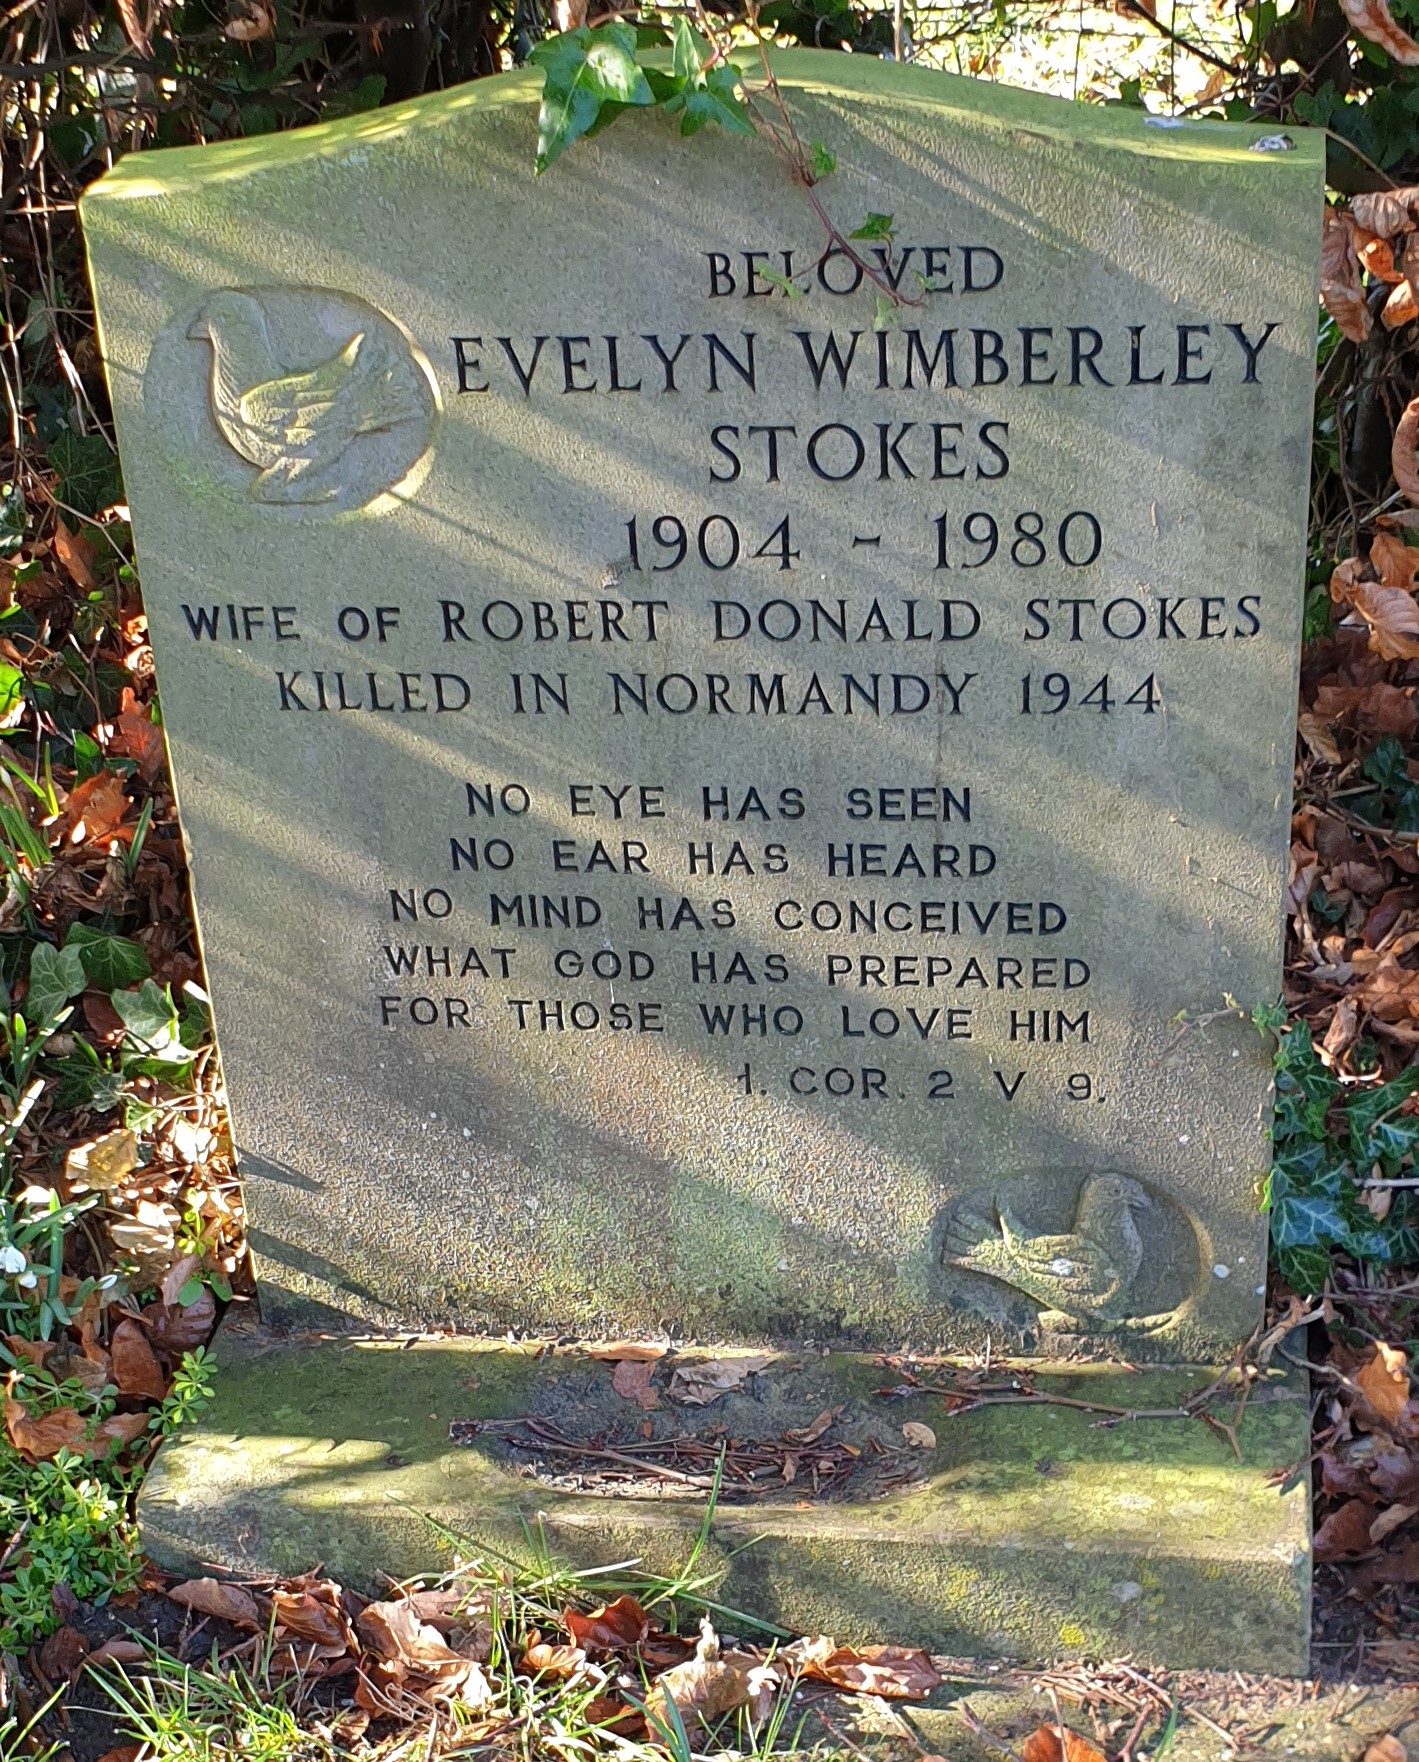 BELOVED
EVELYN WIMBERLEY
STOKES
1904 - 1980
WIFE OF ROBERT DONALD STOKES
KILLED IN NORMANDY 1944
NO EYE HAS SEEN
NO EAR HAS HEARD
NO MIND HAS CONCEIVED
WHAT GOD HAS PREPARED
FOR THOSE WHO LOVE HIM
1. COR. 2 V 9.